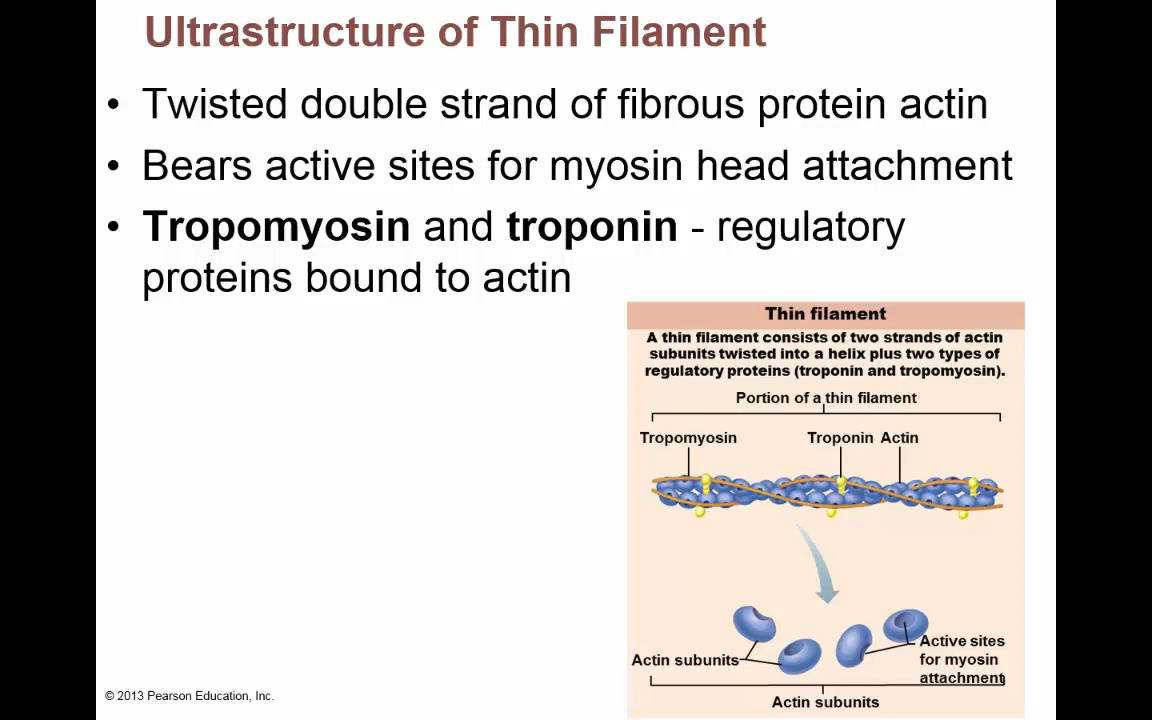 Ultrastructure of Thin Filament
• Twisted double strand of fibrous protein actin
• Bears active sites for myosin head attachment
• Tropomyosin and troponin - regulatory
proteins bound to actin
Thin filament
A thin filament consists of two strands of actin
subunits twisted into a helix plus two types of
regulatory proteins (troponin and tropomyosin).
Portion of a thin filament
Tropomyosin
Troponin
Actin
Actin subunits
Active sites
for myosin
attachment
Actin subunits
© 2013 Pearson Education, Inc.